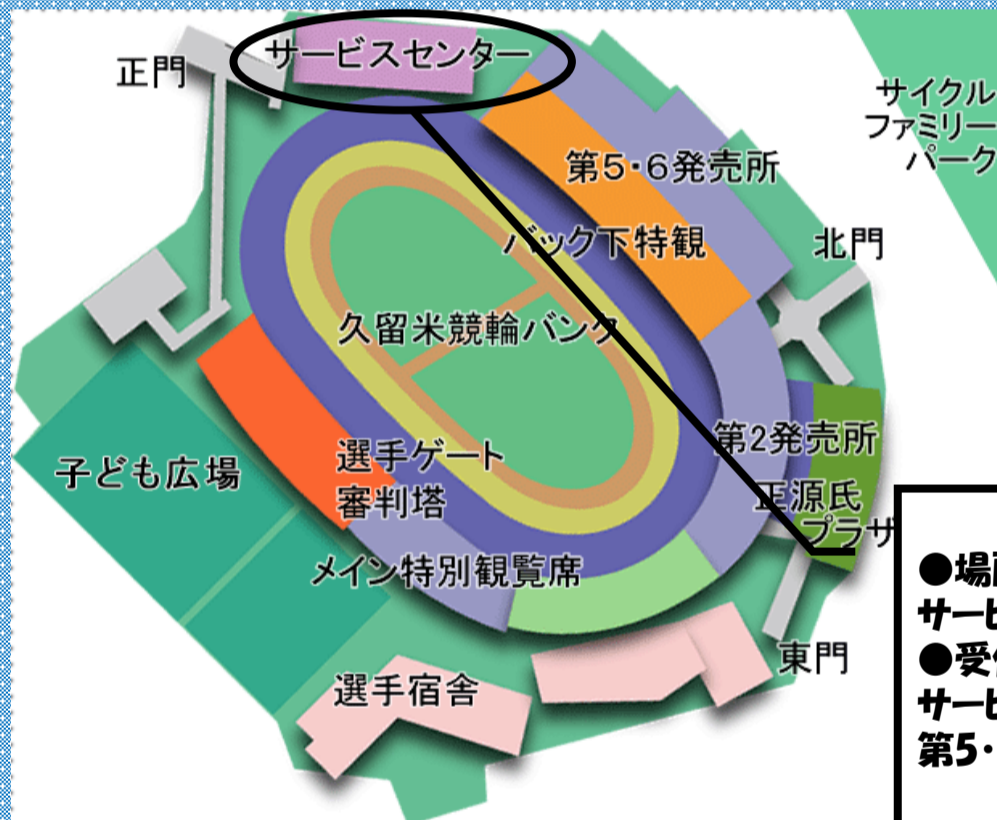 サービスセンター
正門
サイクル
ファミリー
パーク
第5・6発売所
バック下特観
北門
久留米競輪バンク
選手ゲート
審判塔
第2発売所
正源氏
プラザ
子ども広場
メイン特別観覧席
選手宿舎
東門
●場
サービ
●受
サービ
第5・